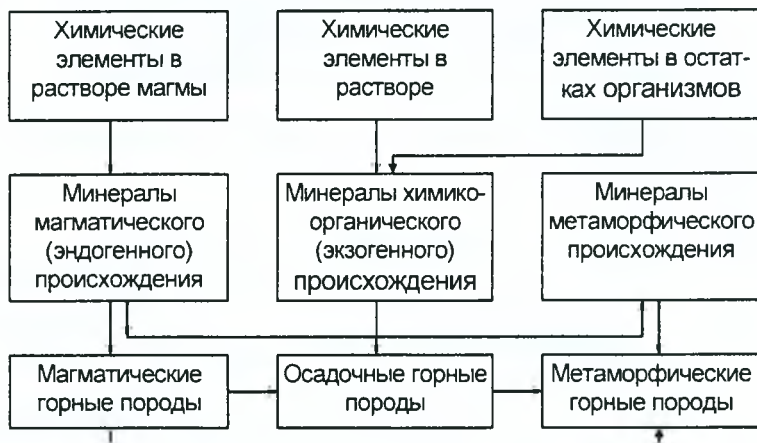 Химические
элементы в
растворе магмы
Химические
элементы в
растворе
Химические
элементы в остат-
ках организмов
Минералы
магматического
(эндогенного)
происхождения
Минералы химико-
органического
(экзогенного)
происхождения
Минералы
метаморфического
происхождения
Магматические
горные породы
Осадочные горные
породы
Метаморфические
горные породы